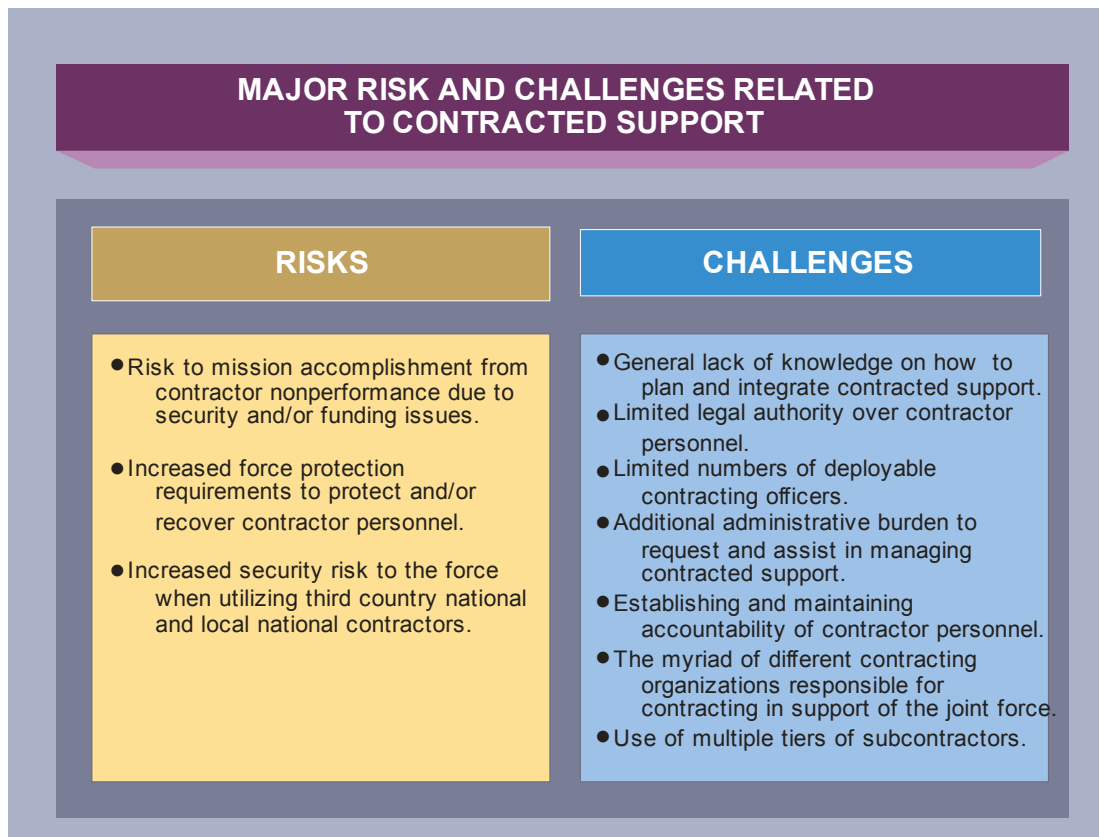 MAJOR RISK AND CHALLENGES RELATED
TO CONTRACTED SUPPORT
RISKS
●Risk to mission accomplishment from
contractor nonperformance due to
security and/or funding issues.
●Increased force protection
requirements to protect and/or
recover contractor personnel.
●Increased security risk to the force
when utilizing third country national
and local national contractors.
CHALLENGES
●General lack of knowledge on how to
plan and integrate contracted support.
●Limited legal authority over contractor
personnel.
●Limited numbers of deployable
contracting officers.
●Additional administrative burden to
request and assist in managing
contracted support.
●Establishing and maintaining
accountability of contractor personnel.
●The myriad of different contracting
organizations responsible for
contracting in support of the joint force.
●Use of multiple tiers of subcontractors.